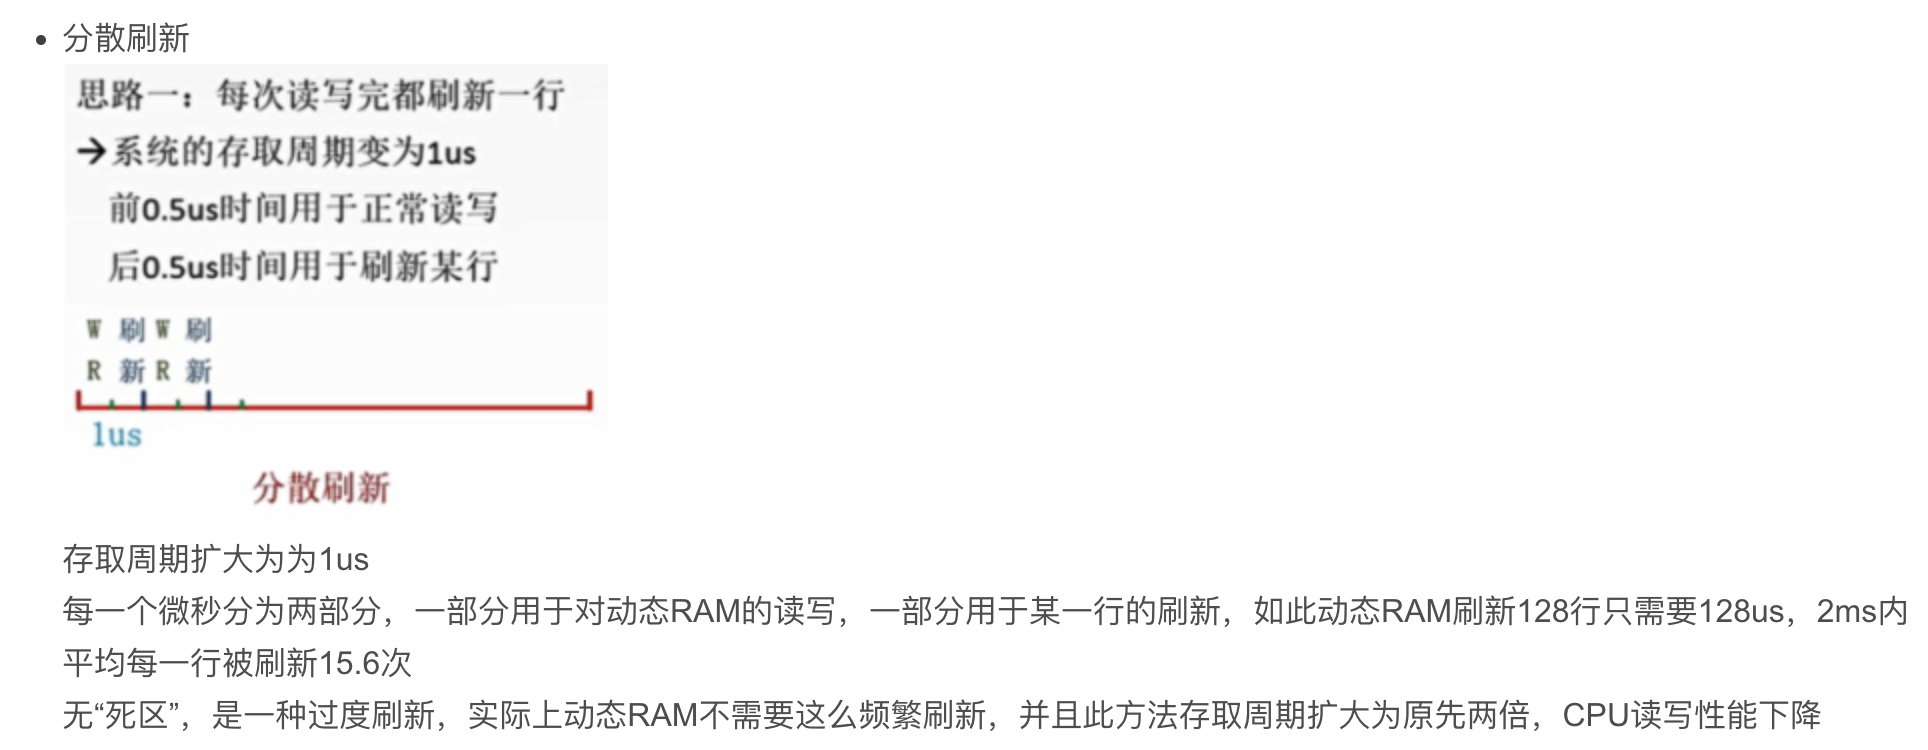 分散刷新
思路一：每次读写完都刷新一行
→系统的存取周期变为1us
前0.5us时间用于正常读写
后0.5us时间用于刷新某行
W 刷 W 刷
R 新 R 新
1us
分散刷新
存取周期扩大为为1us
每一个微秒分为两部分，一部分用于对动态RAM的读写，一部分用于某一行的刷新，如此动态RAM刷新128行只需要128us，2ms内
平均每一行被刷新15.6次
无“死区”，是一种过度刷新，实际上动态RAM不需要这么频繁刷新，并且此方法存取周期扩大为原先两倍，CPU读写性能下降